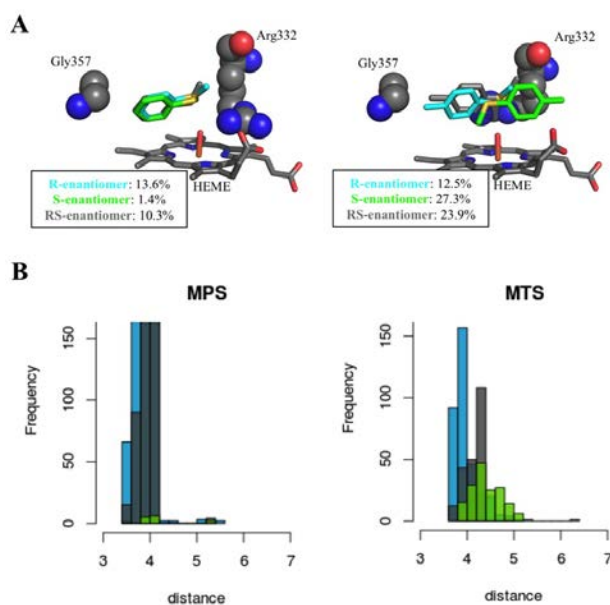 A
Gly357
Arg332
HEME
R-enantiomer: 13.6%
S-enantiomer: 1.4%
RS-enantiomer: 10.3%
Gly357
Arg332
HEME
R-enantiomer: 12.5%
S-enantiomer: 27.3%
RS-enantiomer: 23.9%
B
MPS
Frequency
150
100
50
0
3 4 5 6 7
distance
MTS
Frequency
150
100
50
0
3 4 5 6 7
distance